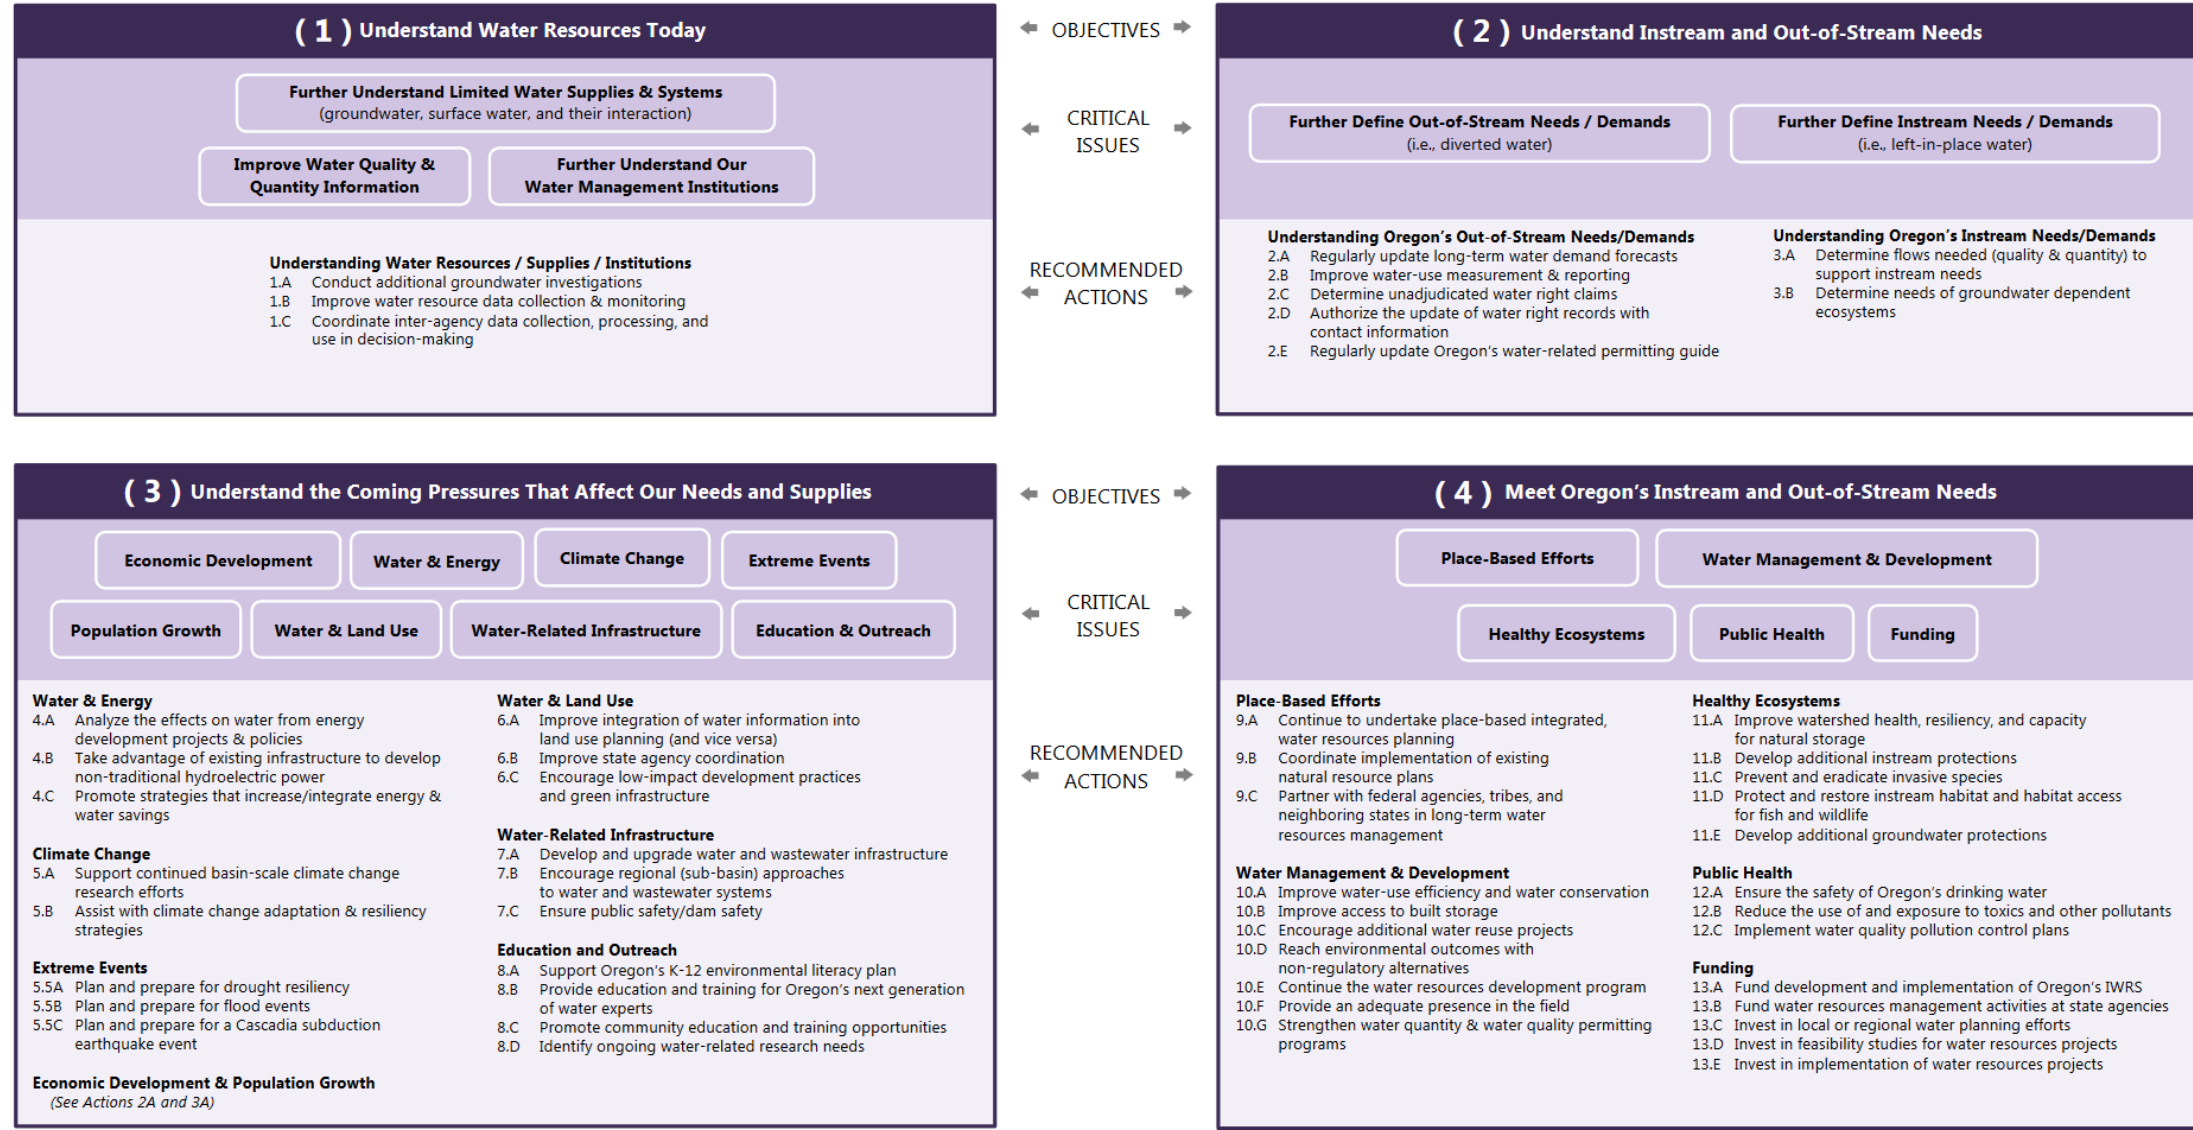 ( 1 ) Understand Water Resources Today
Further Understand Limited Water Supplies & Systems
(groundwater, surface water, and their interaction)
Improve Water Quality &
Quantity Information
Further Understand Our
Water Management Institutions
Understanding Water Resources / Supplies / Institutions
1.A Conduct additional groundwater investigations
1.B Improve water resource data collection & monitoring
1.C Coordinate inter-agency data collection, processing, and
use in decision-making
OBJECTIVES
CRITICAL
ISSUES
RECOMMENDED
ACTIONS
( 2 ) Understand Instream and Out-of-Stream Needs
Further Define Out-of-Stream Needs / Demands
(i.e., diverted water)
Further Define Instream Needs / Demands
(i.e., left-in-place water)
Understanding Oregon's Out-of-Stream Needs/Demands
2.A Regularly update long-term water demand forecasts
2.B Improve water-use measurement & reporting
2.C Determine unadjudicated water right claims
2.D Authorize the update of water right records with
contact information
2.E Regularly update Oregon's water-related permitting guide
Understanding Oregon's Instream Needs/Demands
3.A Determine flows needed (quality & quantity) to
support instream needs
3.B Determine needs of groundwater dependent
ecosystems
( 3 ) Understand the Coming Pressures That Affect Our Needs and Supplies
Economic Development
Water & Energy
Climate Change
Extreme Events
Population Growth
Water & Land Use
Water-Related Infrastructure
Education & Outreach
Water & Energy
4.A Analyze the effects on water from energy
development projects & policies
4.B Take advantage of existing infrastructure to develop
non-traditional hydroelectric power
4.C Promote strategies that increase/integrate energy &
water savings
Climate Change
5.A Support continued basin-scale climate change
research efforts
5.B Assist with climate change adaptation & resiliency
strategies
Extreme Events
5.5A Plan and prepare for drought resiliency
5.5B Plan and prepare for flood events
5.5C Plan and prepare for a Cascadia subduction
earthquake event
Economic Development & Population Growth
(See Actions 2A and 3A)
Water & Land Use
6.A Improve integration of water information into
land use planning (and vice versa)
6.B Improve state agency coordination
6.C Encourage low-impact development practices
and green infrastructure
Water-Related Infrastructure
7.A Develop and upgrade water and wastewater infrastructure
7.B Encourage regional (sub-basin) approaches
to water and wastewater systems
7.C Ensure public safety/dam safety
Education and Outreach
8.A Support Oregon's K-12 environmental literacy plan
8.B Provide education and training for Oregon's next generation
of water experts
8.C Promote community education and training opportunities
8.D Identify ongoing water-related research needs
OBJECTIVES
CRITICAL
ISSUES
RECOMMENDED
ACTIONS
( 4 ) Meet Oregon's Instream and Out-of-Stream Needs
Place-Based Efforts
Water Management & Development
Healthy Ecosystems
Public Health
Funding
Place-Based Efforts
9.A Continue to undertake place-based integrated,
water resources planning
9.B Coordinate implementation of existing
natural resource plans
9.C Partner with federal agencies, tribes, and
neighboring states in long-term water
resources management
Water Management & Development
10.A Improve water-use efficiency and water conservation
10.B Improve access to built storage
10.C Encourage additional water reuse projects
10.D Reach environmental outcomes with
non-regulatory alternatives
10.E Continue the water resources development program
10.F Provide an adequate presence in the field
10.G Strengthen water quantity & water quality permitting
programs
Healthy Ecosystems
11.A Improve watershed health, resiliency, and capacity
for natural storage
11.B Develop additional instream protections
11.C Prevent and eradicate invasive species
11.D Protect and restore instream habitat and habitat access
for fish and wildlife
11.E Develop additional groundwater protections
Public Health
12.A Ensure the safety of Oregon's drinking water
12.B Reduce the use of and exposure to toxics and other pollutants
12.C Implement water quality pollution control plans
Funding
13.A Fund development and implementation of Oregon's IWRS
13.B Fund water resources management activities at state agencies
13.C Invest in local or regional water planning efforts
13.D Invest in feasibility studies for water resources projects
13.E Invest in implementation of water resources projects